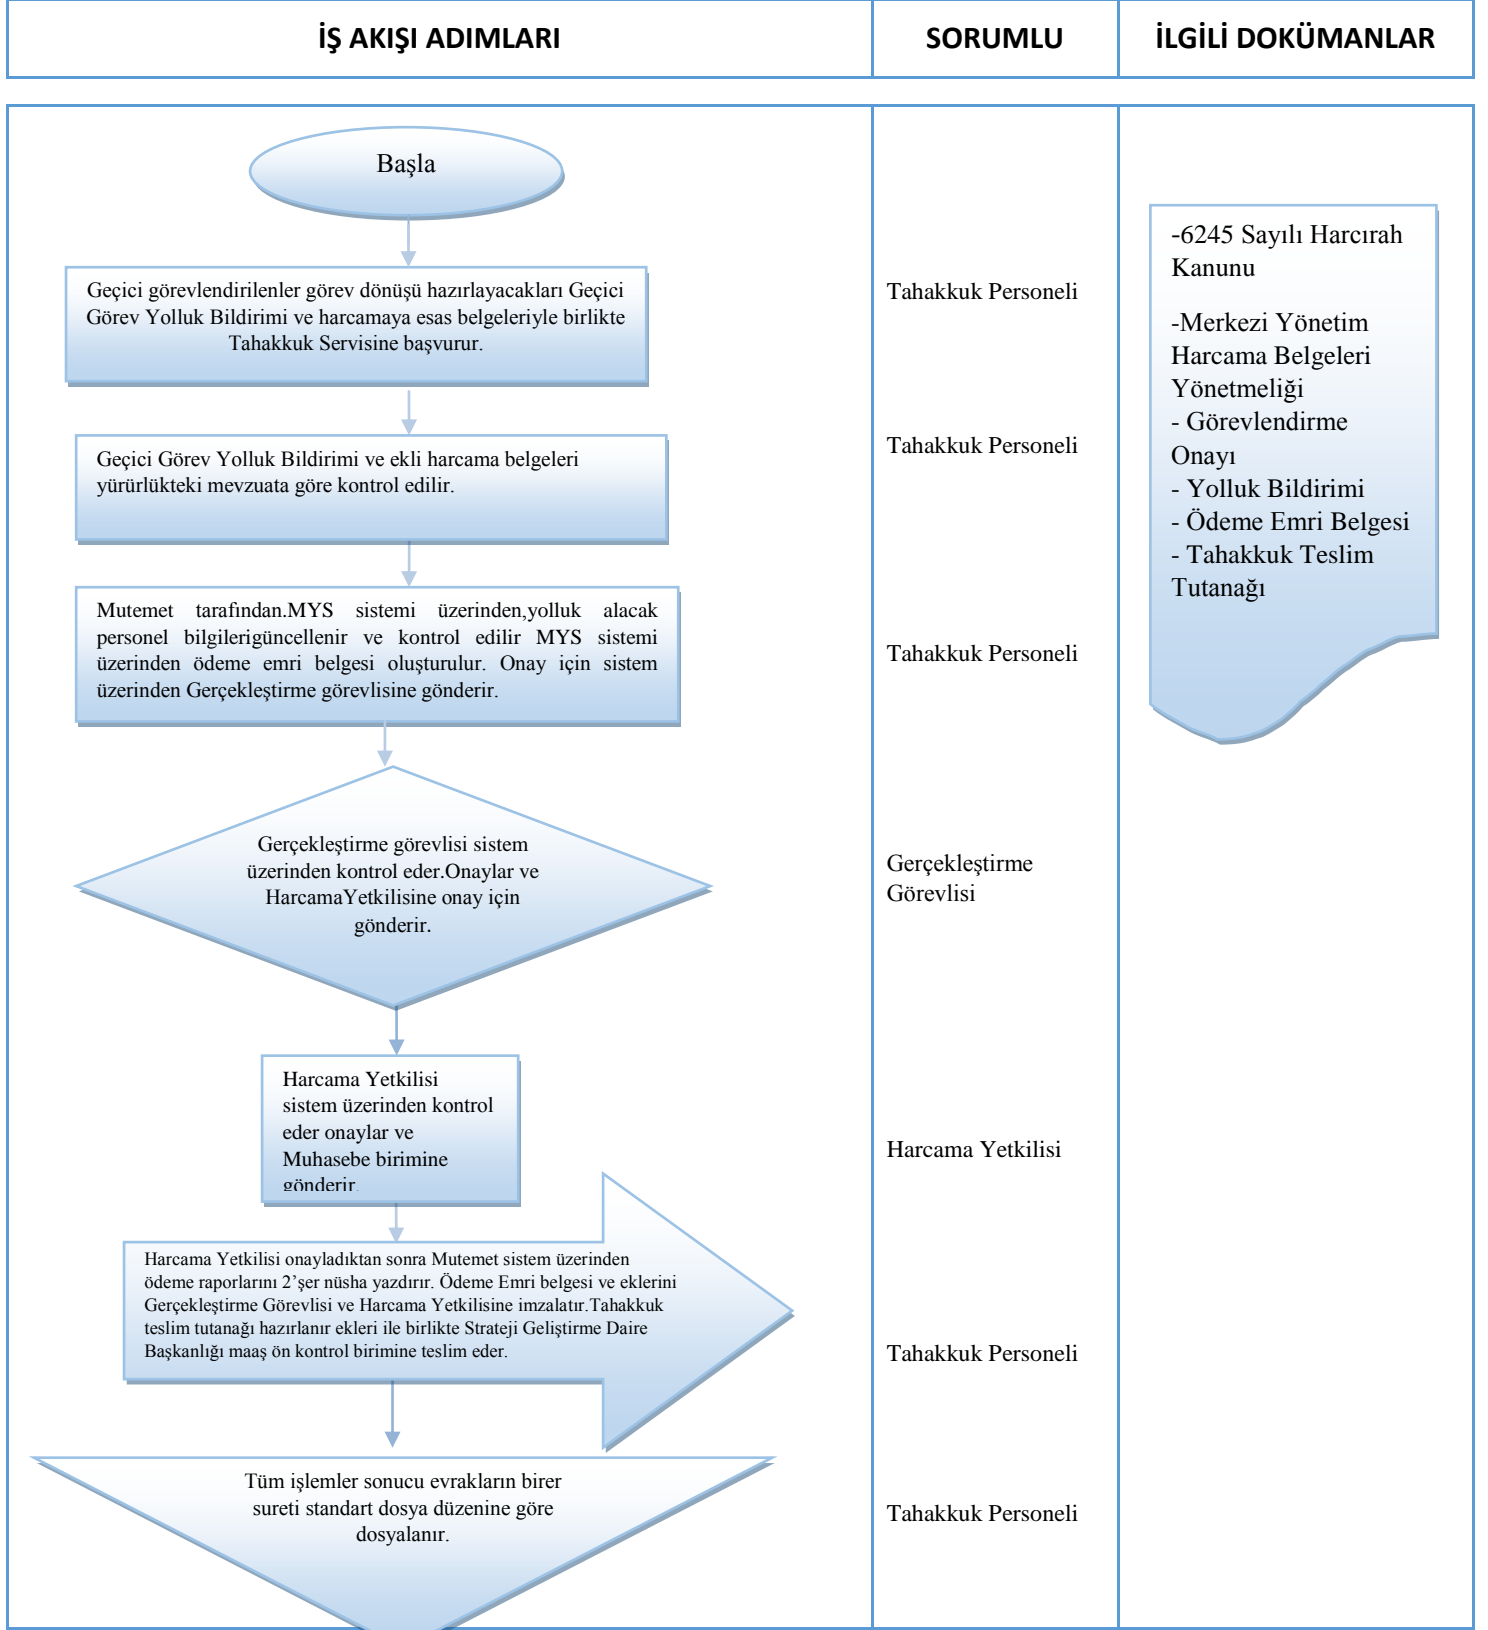 İŞ AKIŞI ADIMLARI
SORUMLU
İLGİLİ DOKÜMANLAR
Başla
Geçici görevlendirilenler görev dönüşü hazırlayacakları Geçici
Görev Yolluk Bildirimi ve harcamaya esas belgeleriyle birlikte
Tahakkuk Servisine başvurur.
Tahakkuk Personeli
Geçici Görev Yolluk Bildirimi ve ekli harcama belgeleri
yürürlükteki mevzuata göre kontrol edilir.
Tahakkuk Personeli
Mutemet tarafından.MYS sistemi üzerinden,yolluk alacak
personel bilgilerigüncellenir ve kontrol edilir MYS sistemi
üzerinden ödeme emri belgesi oluşturulur. Onay için sistem
üzerinden Gerçekleştirme görevlisine gönderir.
Tahakkuk Personeli
Gerçekleştirme görevlisi sistem
üzerinden kontrol eder.Onaylar ve
HarcamaYetkilisine onay için
gönderir.
Gerçekleştirme
Görevlisi
Harcama Yetkilisi
sistem üzerinden kontrol
eder onaylar ve
Muhasebe birimine
gönderir.
Harcama Yetkilisi
Harcama Yetkilisi onayladıktan sonra Mutemet sistem üzerinden
ödeme raporlarını 2’şer nüsha yazdırır. Ödeme Emri belgesi ve eklerini
Gerçekleştirme Görevlisi ve Harcama Yetkilisine imzalatır.Tahakkuk
teslim tutanağı hazırlanır ekleri ile birlikte Strateji Geliştirme Daire
Başkanlığı maaş ön kontrol birimine teslim eder.
Tahakkuk Personeli
Tüm işlemler sonucu evrakların birer
sureti standart dosya düzenine göre
dosyalanır.
Tahakkuk Personeli
-6245 Sayılı Harcırah
Kanunu
-Merkezi Yönetim
Harcama Belgeleri
Yönetmeliği
- Görevlendirme
Onayı
- Yolluk Bildirimi
- Ödeme Emri Belgesi
- Tahakkuk Teslim
Tutanağı